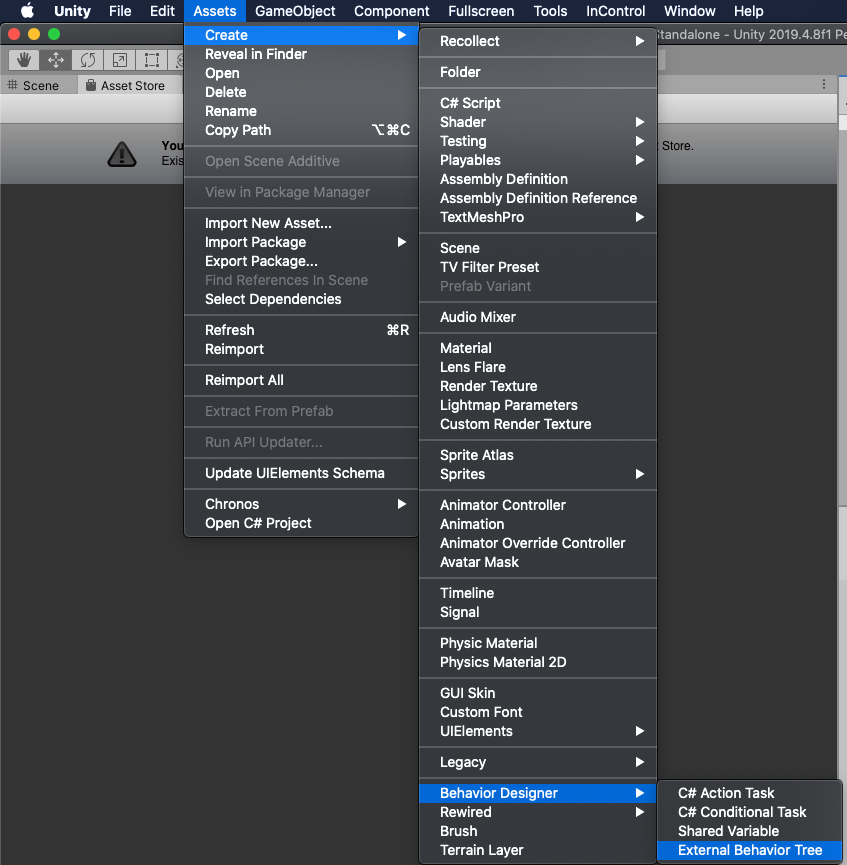 Unity File Edit Assets GameObject Component Fullscreen Tools InControl Window Help
Standalone - Unity 2019.4.8f1 Pe
Scene Asset Store
You
Exis
Store.
Create
Reveal in Finder
Open
Delete
Rename
Copy Path ⌥⌘C
Open Scene Additive
View in Package Manager
Import New Asset...
Import Package
Export Package...
Find References In Scene
Select Dependencies
Refresh ⌘R
Reimport
Reimport All
Extract From Prefab
Run API Updater...
Update UIElements Schema
Chronos
Open C# Project
Recollect
Folder
C# Script
Shader
Testing
Playables
Assembly Definition
Assembly Definition Reference
TextMeshPro
Scene
TV Filter Preset
Prefab Variant
Audio Mixer
Material
Lens Flare
Render Texture
Lightmap Parameters
Custom Render Texture
Sprite Atlas
Sprites
Animator Controller
Animation
Animator Override Controller
Avatar Mask
Timeline
Signal
Physic Material
Physics Material 2D
GUI Skin
Custom Font
UIElements
Legacy
Behavior Designer
Rewired
Brush
Terrain Layer
C# Action Task
C# Conditional Task
Shared Variable
External Behavior Tree